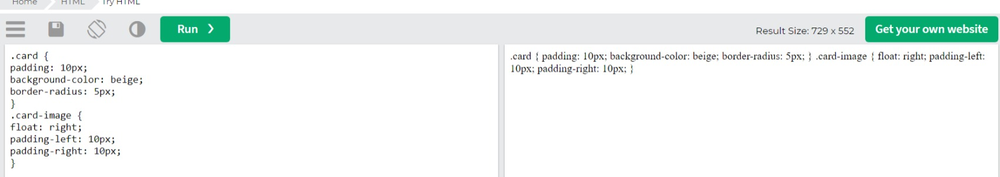 Home
HTML
Try HTML
Run ❯
Result Size: 729 x 552
Get your own website
.card {
padding: 10px;
background-color: beige;
border-radius: 5px;
}
.card-image {
float: right;
padding-left: 10px;
padding-right: 10px;
}
.card { padding: 10px; background-color: beige; border-radius: 5px; } .card-image { float: right; padding-left:
10px; padding-right: 10px; }